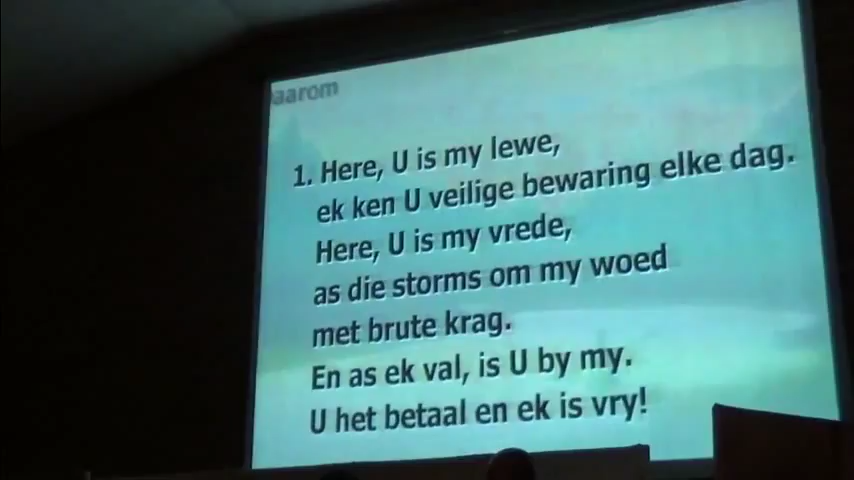 aarom
1. Here, U is my lewe,
ek ken U veilige bewaring elke dag.
Here, U is my vrede,
as die storms om my woed
met brute krag.
En as ek val, is U by my.
U het betaal en ek is vry!